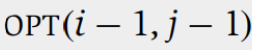 OPT(i − 1, j − 1)